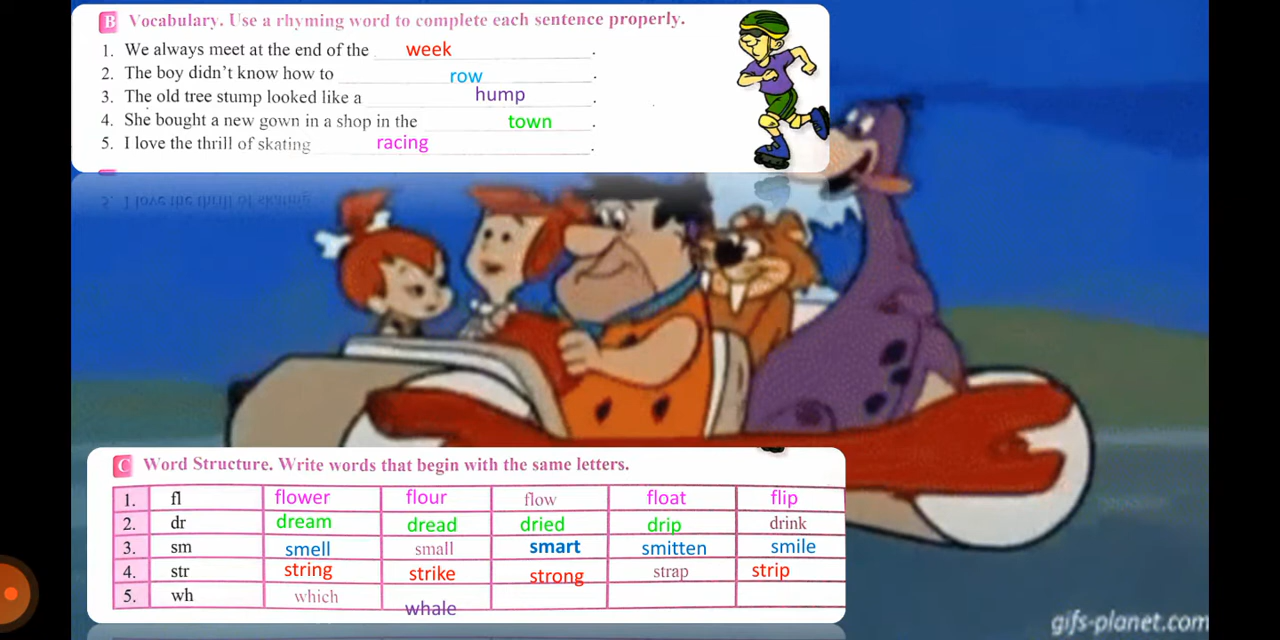 B Vocabulary. Use a rhyming word to complete each sentence properly.
1. We always meet at the end of the week.
2. The boy didn't know how to row.
3. The old tree stump looked like a hump.
4. She bought a new gown in a shop in the town.
5. I love the thrill of skating racing.
C Word Structure. Write words that begin with the same letters.
1. fl flower flour flow float flip
2. dr dream dread dried drip drink
3. sm smell small smart smitten smile
4. str string strike strong strap strip
5. wh which whale
gifs-planet.com